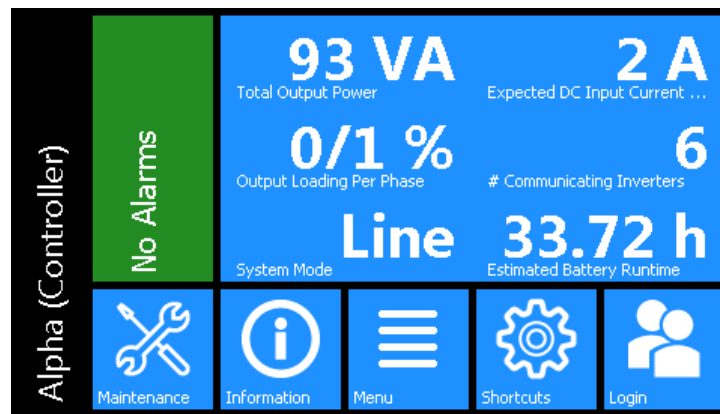 Alpha (Controller)
No Alarms
93 VA
Total Output Power
2 A
Expected DC Input Current ...
0/1 %
Output Loading Per Phase
6
# Communicating Inverters
Line
System Mode
33.72 h
Estimated Battery Runtime
Maintenance
Information
Menu
Shortcuts
Login